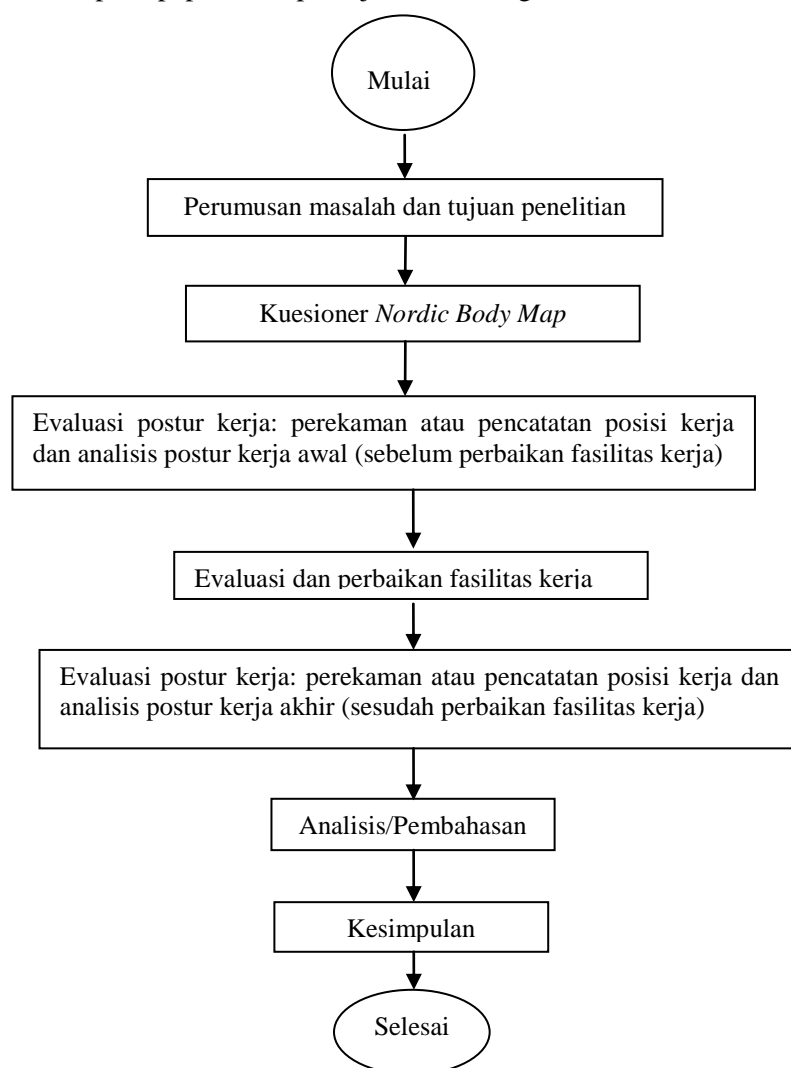 Mulai
Perumusan masalah dan tujuan penelitian
Kuesioner Nordic Body Map
Evaluasi postur kerja: perekaman atau pencatatan posisi kerja
dan analisis postur kerja awal (sebelum perbaikan fasilitas kerja)
Evaluasi dan perbaikan fasilitas kerja
Evaluasi postur kerja: perekaman atau pencatatan posisi kerja dan
analisis postur kerja akhir (sesudah perbaikan fasilitas kerja)
Analisis/Pembahasan
Kesimpulan
Selesai